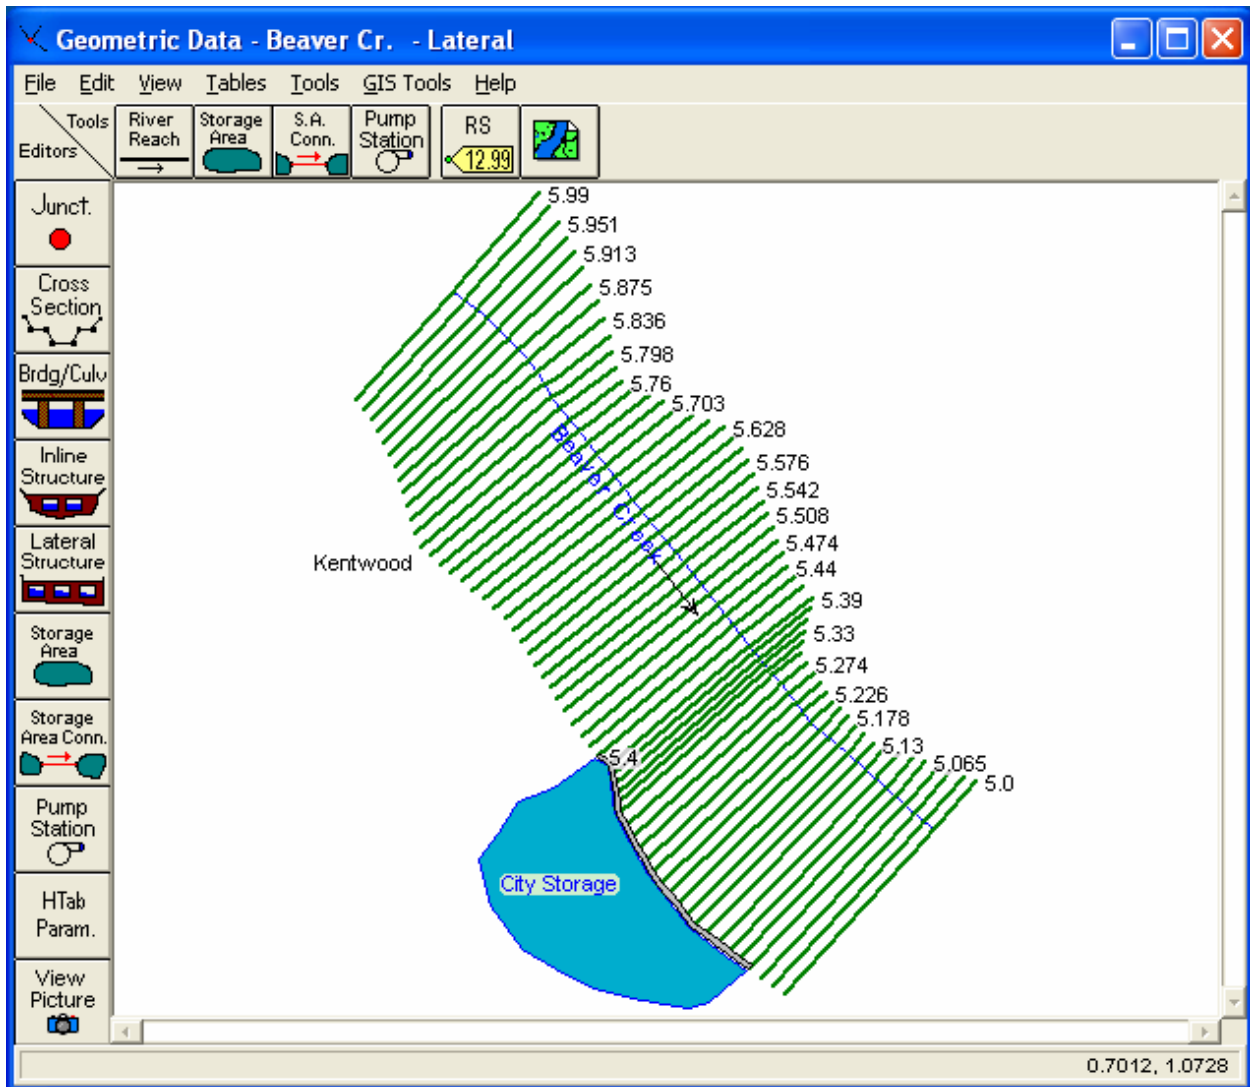 Geometric Data - Beaver Cr. - Lateral
File Edit View Tables Tools GIS Tools Help
Tools
Editors
River
Reach
Storage
Area
S.A.
Conn.
Pump
Station
RS
12.99
Junct.
Cross
Section
Brdg/Culv
Inline
Structure
Lateral
Structure
Storage
Area
Storage
Area Conn.
Pump
Station
HTab
Param.
View
Picture
5.99
5.951
5.913
5.875
5.836
5.798
5.76
5.703
5.628
5.576
5.542
5.508
5.474
5.44
5.39
5.33
5.274
5.226
5.178
5.13
5.065
5.0
Beaver Creek
Kentwood
5.4
City Storage
0.7012, 1.0728